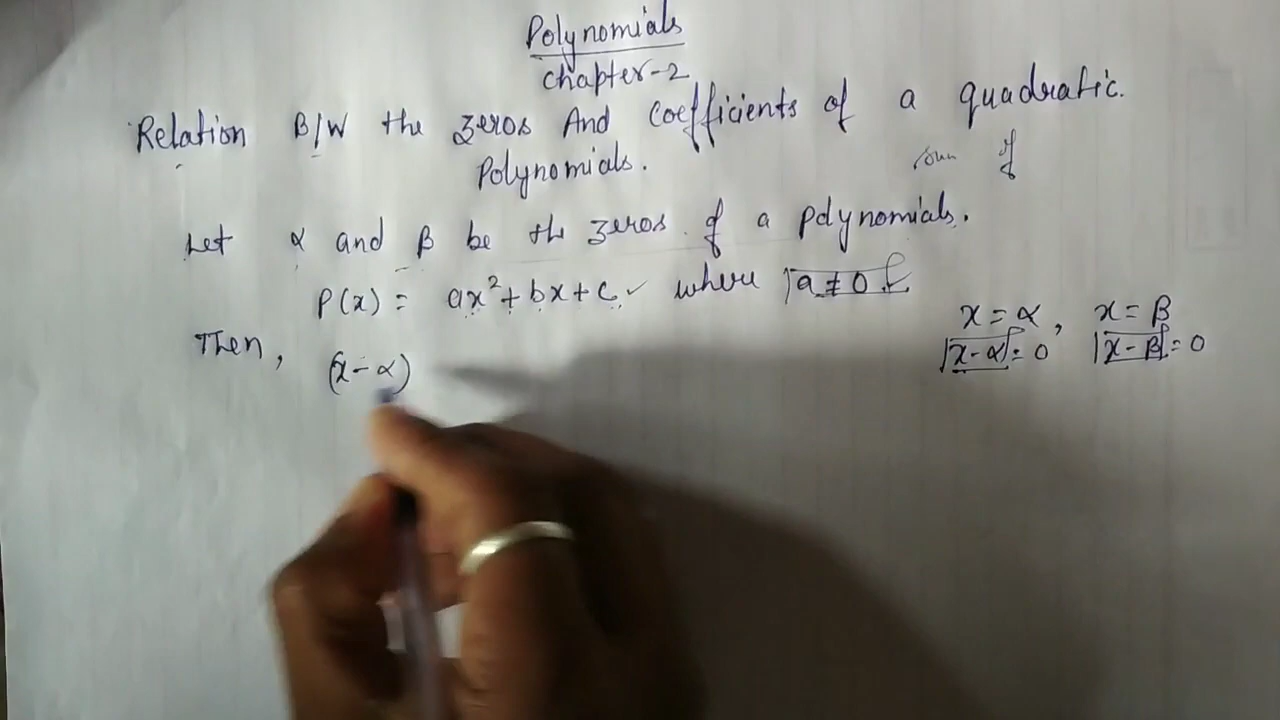 Polynomials
chapter-2
Relation B/W the zeros And Coefficients of a quadratic.
Polynomials.
sum of
Let α and β be the zeros of a polynomials.
P(x) = ax²+bx+c, where a≠0.
x=α, x=β
Then, (x-α)
x-α=0 x-β=0